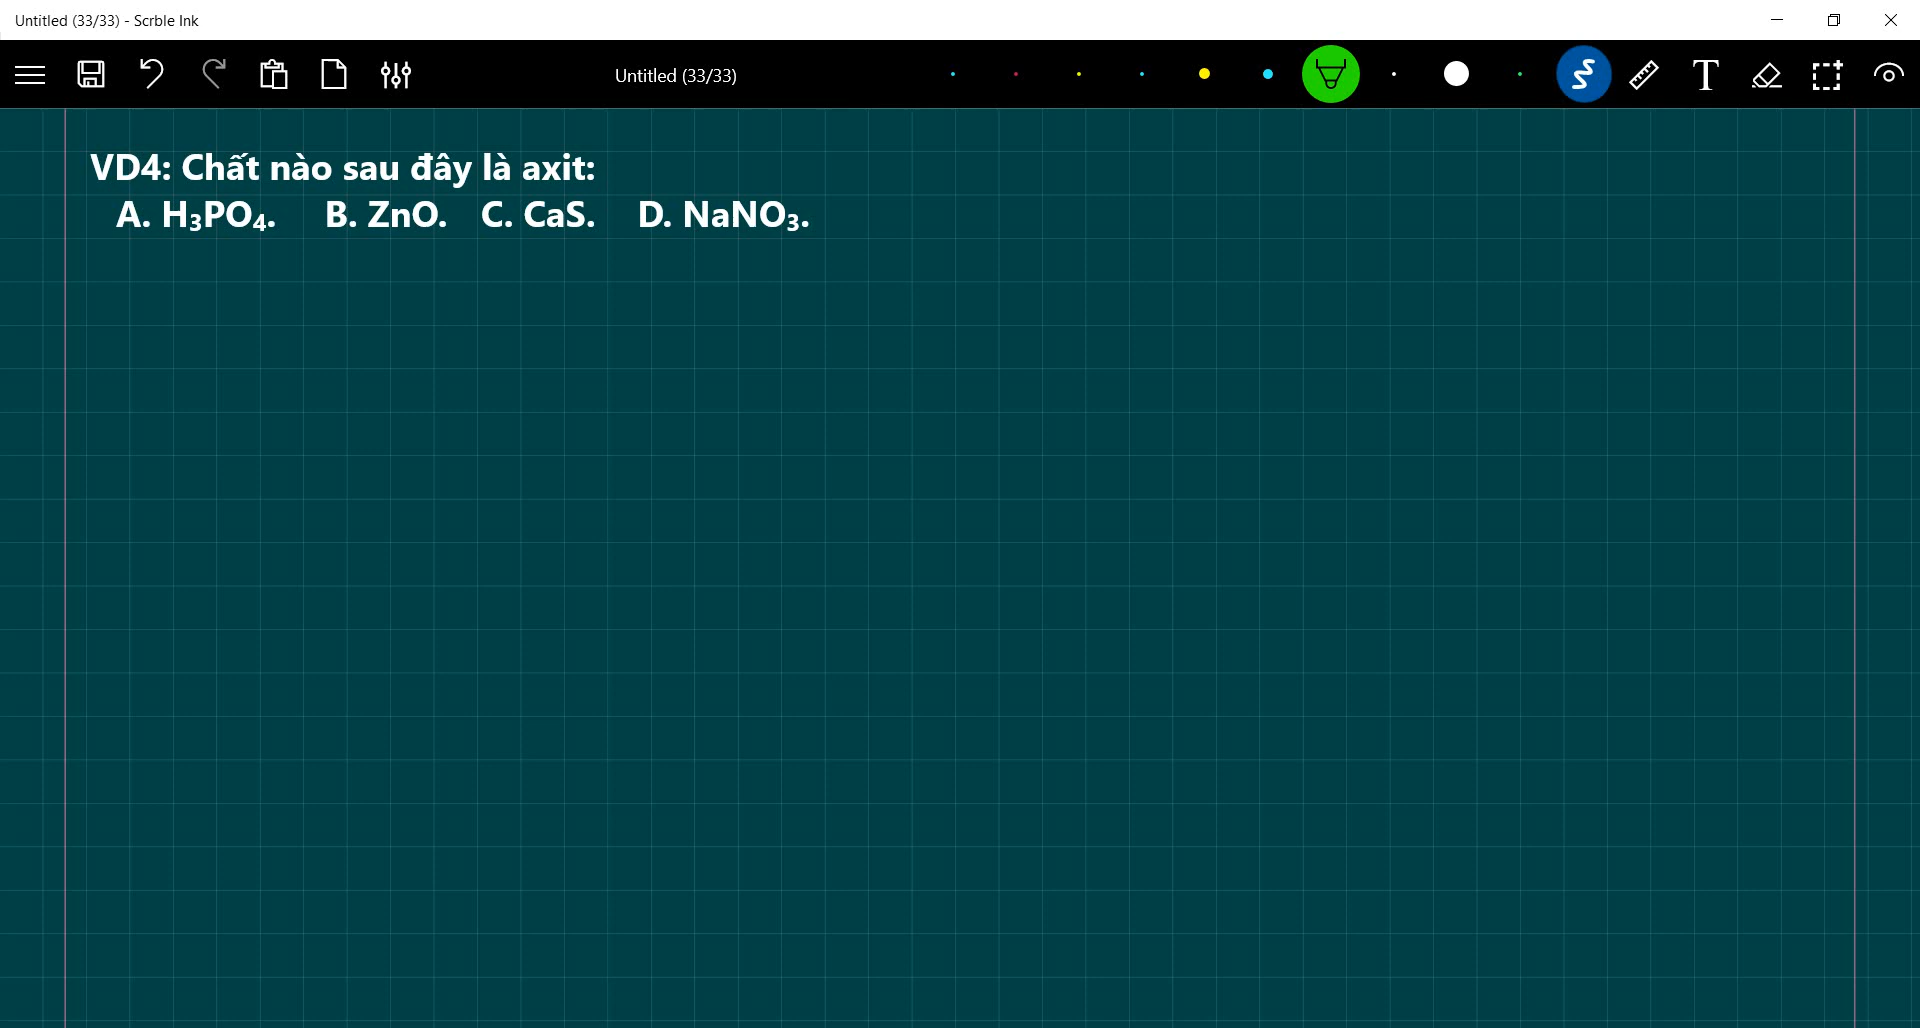 Untitled (33/33) - Scrble Ink
Untitled (33/33)
T
VD4: Chất nào sau đây là axit:
A. H₃PO₄. B. ZnO. C. CaS. D. NaNO₃.